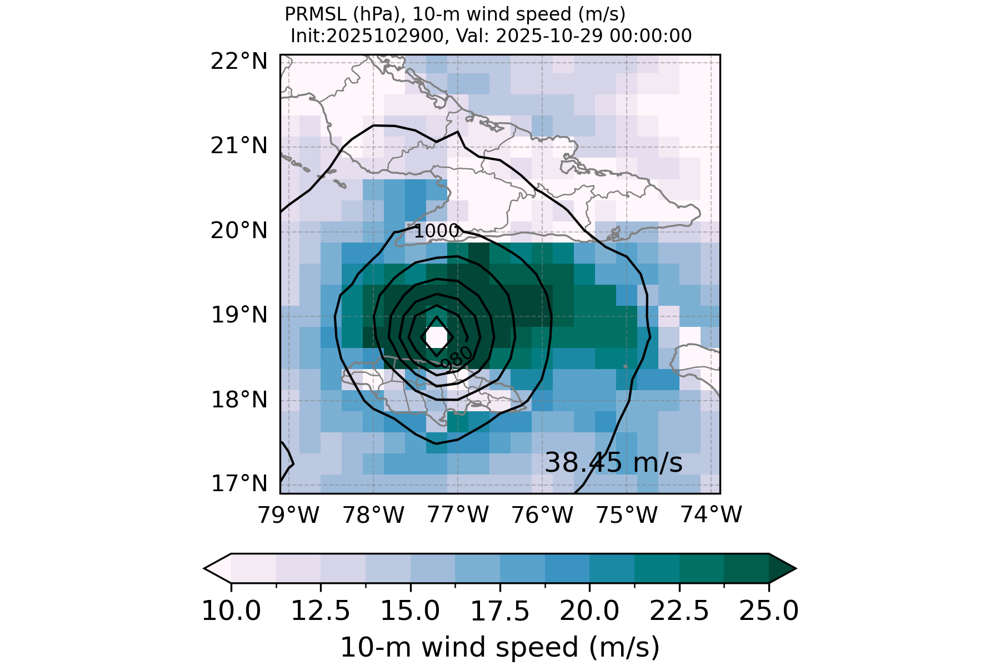 PRMSL (hPa), 10-m wind speed (m/s)
Init:2025102900, Val: 2025-10-29 00:00:00
22°N
21°N
20°N
19°N
18°N
17°N
1000
980
38.45 m/s
79°W 78°W 77°W 76°W 75°W 74°W
10.0 12.5 15.0 17.5 20.0 22.5 25.0
10-m wind speed (m/s)